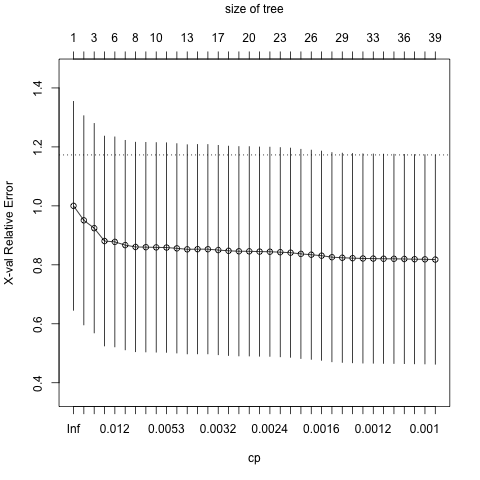 size of tree
1 3 6 8 10 13 17 20 23 26 29 33 36 39
X-val Relative Error
1.4
1.2
1.0
0.8
0.6
0.4
Inf 0.012 0.0053 0.0032 0.0024 0.0016 0.0012 0.001
cp